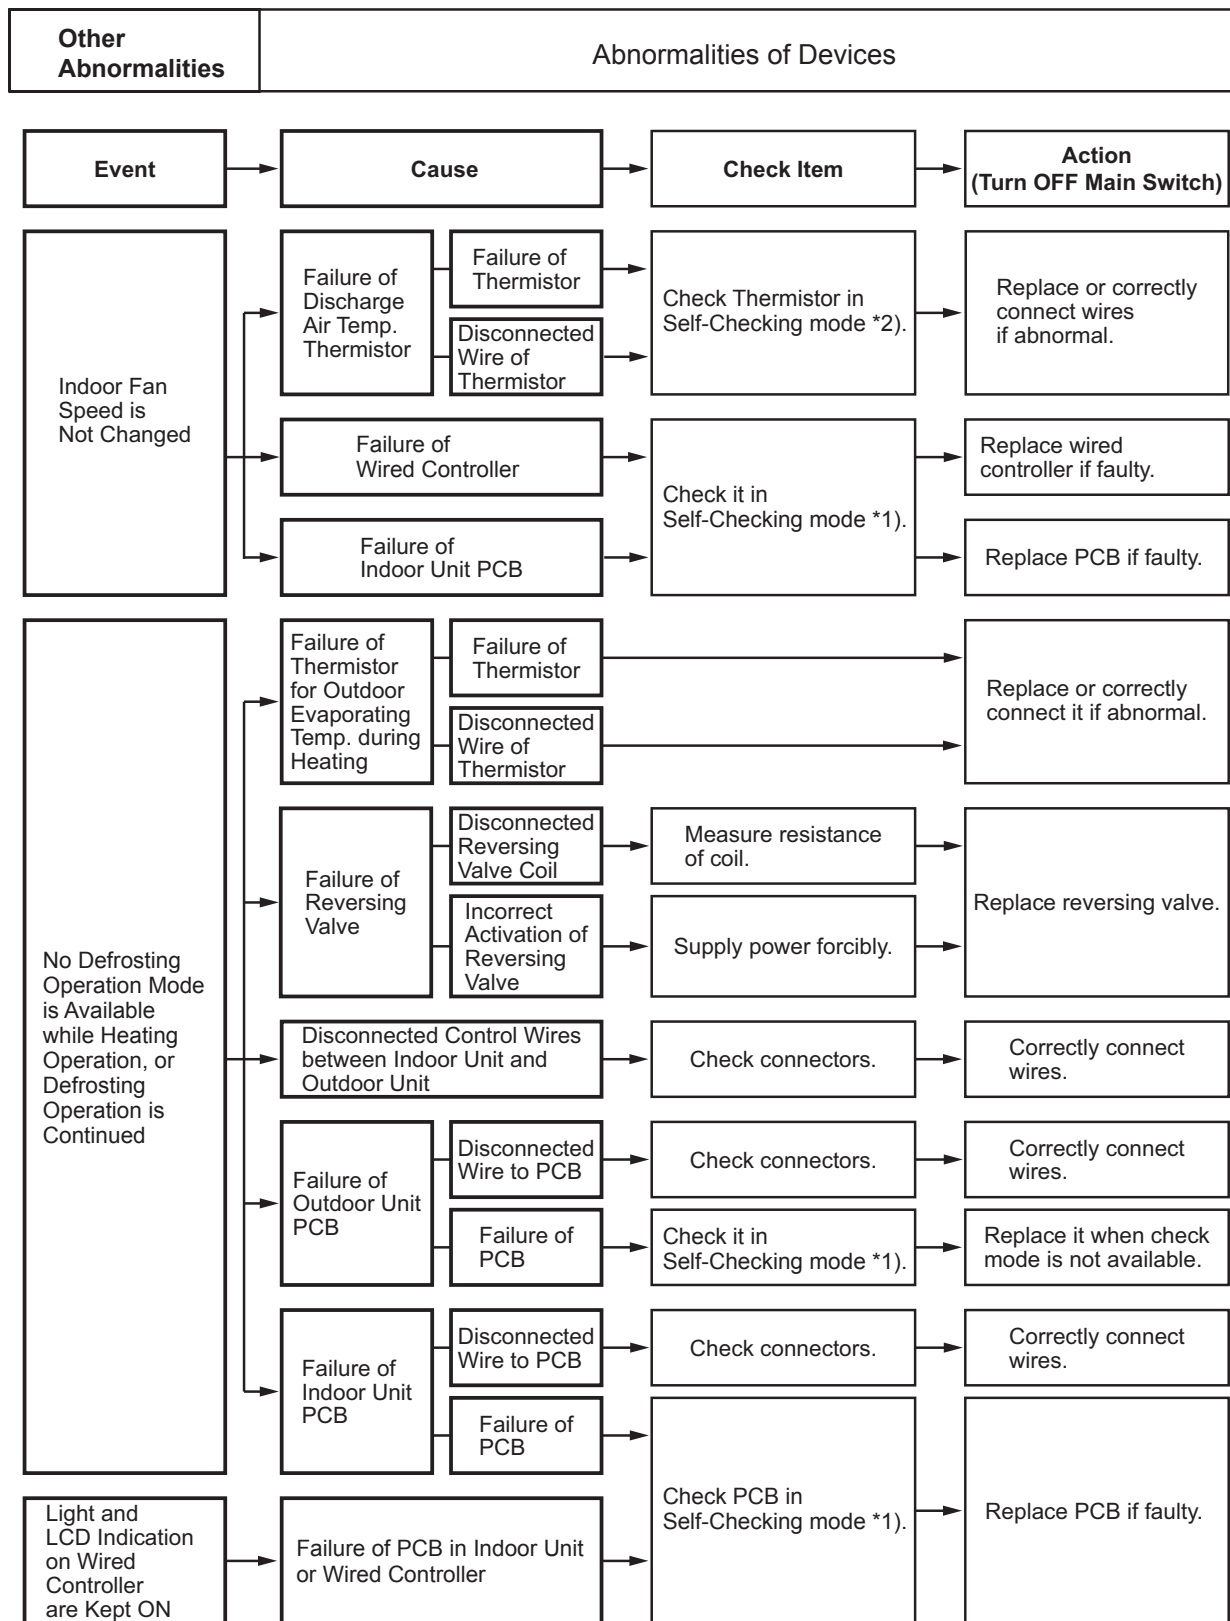 Other
Abnormalities
Abnormalities of Devices
Event
Cause
Check Item
Action
(Turn OFF Main Switch)
Indoor Fan
Speed is
Not Changed
Failure of
Discharge
Air Temp.
Thermistor
Failure of
Thermistor
Disconnected
Wire of
Thermistor
Check Thermistor in
Self-Checking mode *2).
Replace or correctly
connect wires
if abnormal.
Failure of
Wired Controller
Check it in
Self-Checking mode *1).
Replace wired
controller if faulty.
Failure of
Indoor Unit PCB
Replace PCB if faulty.
No Defrosting
Operation Mode
is Available
while Heating
Operation, or
Defrosting
Operation is
Continued
Failure of
Thermistor
for Outdoor
Evaporating
Temp. during
Heating
Failure of
Thermistor
Disconnected
Wire of
Thermistor
Replace or correctly
connect it if abnormal.
Failure of
Reversing
Valve
Disconnected
Reversing
Valve Coil
Measure resistance
of coil.
Incorrect
Activation of
Reversing
Valve
Supply power forcibly.
Replace reversing valve.
Disconnected Control Wires
between Indoor Unit and
Outdoor Unit
Check connectors.
Correctly connect
wires.
Failure of
Outdoor Unit
PCB
Disconnected
Wire to PCB
Check connectors.
Correctly connect
wires.
Failure of
PCB
Check it in
Self-Checking mode *1).
Replace it when check
mode is not available.
Failure of
Indoor Unit
PCB
Disconnected
Wire to PCB
Check connectors.
Correctly connect
wires.
Failure of
PCB
Check PCB in
Self-Checking mode *1).
Replace PCB if faulty.
Light and
LCD Indication
on Wired
Controller
are Kept ON
Failure of PCB in Indoor Unit
or Wired Controller